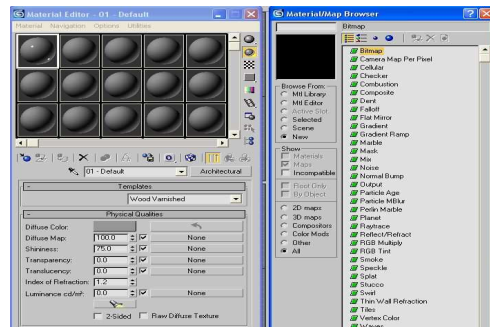 Material Editor - 01 - Default
Material Navigation Options Utilities
01 - Default
Architectural
Templates
Wood Varnished
Physical Qualities
Diffuse Color:
Diffuse Map: 100.0 None
Shininess: 75.0 None
Transparency: 0.0 None
Translucency: 0.0 None
Index of Refraction: 1.2
Luminance cd/m²: 0.0 None
2-Sided Raw Diffuse Texture
Material/Map Browser
Bitmap
Browse From:
Mtl Library
Mtl Editor
Active Slot
Selected
Scene
New
Show
Materials
Maps
Incompatible
Root Only
By Object
2D maps
3D maps
Compositors
Color Mods
Other
All
Bitmap
Camera Map Per Pixel
Cellular
Checker
Combustion
Composite
Dent
Falloff
Flat Mirror
Gradient
Gradient Ramp
Marble
Mask
Mix
Noise
Normal Bump
Output
Particle Age
Particle MBlur
Perlin Marble
Planet
Raytrace
Reflect/Refract
RGB Multiply
RGB Tint
Smoke
Speckle
Splat
Stucco
Swirl
Thin Wall Refraction
Tiles
Vertex Color
Waves